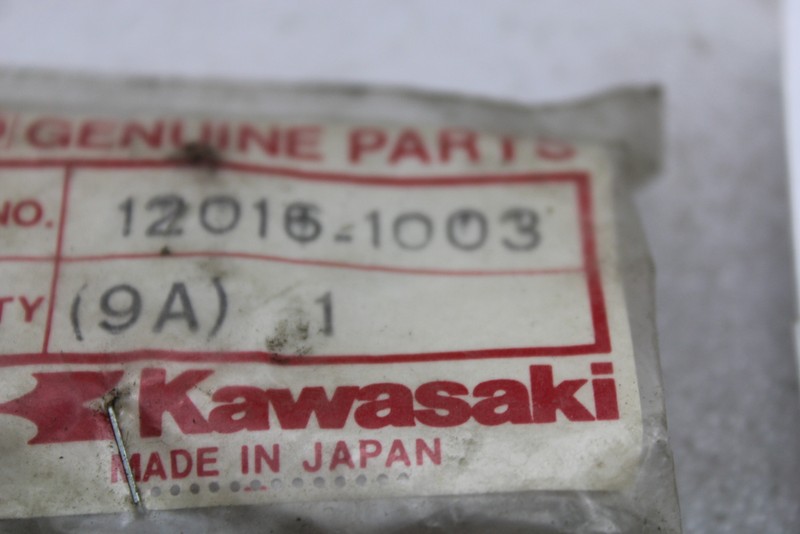 GENUINE PARTS
NO. 12016-1003
TY (9A) 1
Kawasaki
MADE IN JAPAN